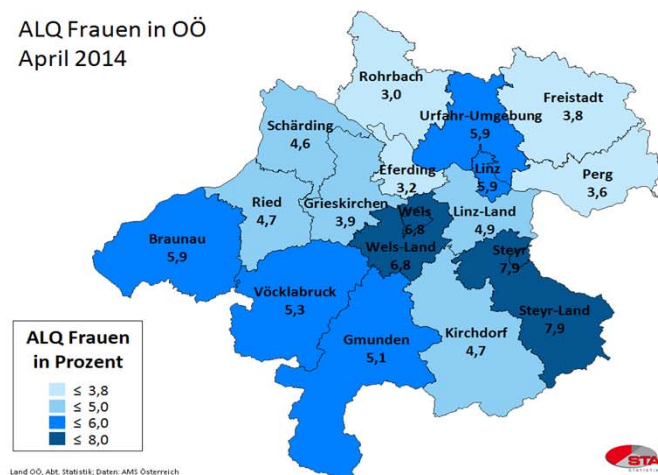 ALQ Frauen in OÖ
April 2014
Rohrbach
3,0
Freistadt
3,8
Urfahr-Umgebung
5,9
Schärding
4,6
Linz
5,9
Eferding
3,2
Perg
3,6
Ried
4,7
Grieskirchen
3,9
Wels
6,8
Linz-Land
4,9
Braunau
5,9
Wels-Land
6,8
Steyr
7,9
Vöcklabruck
5,3
Steyr-Land
7,9
Gmunden
5,1
Kirchdorf
4,7
ALQ Frauen
in Prozent
≤ 3,8
≤ 5,0
≤ 6,0
≤ 8,0
Land OÖ, Abt. Statistik; Daten: AMS Österreich
STA